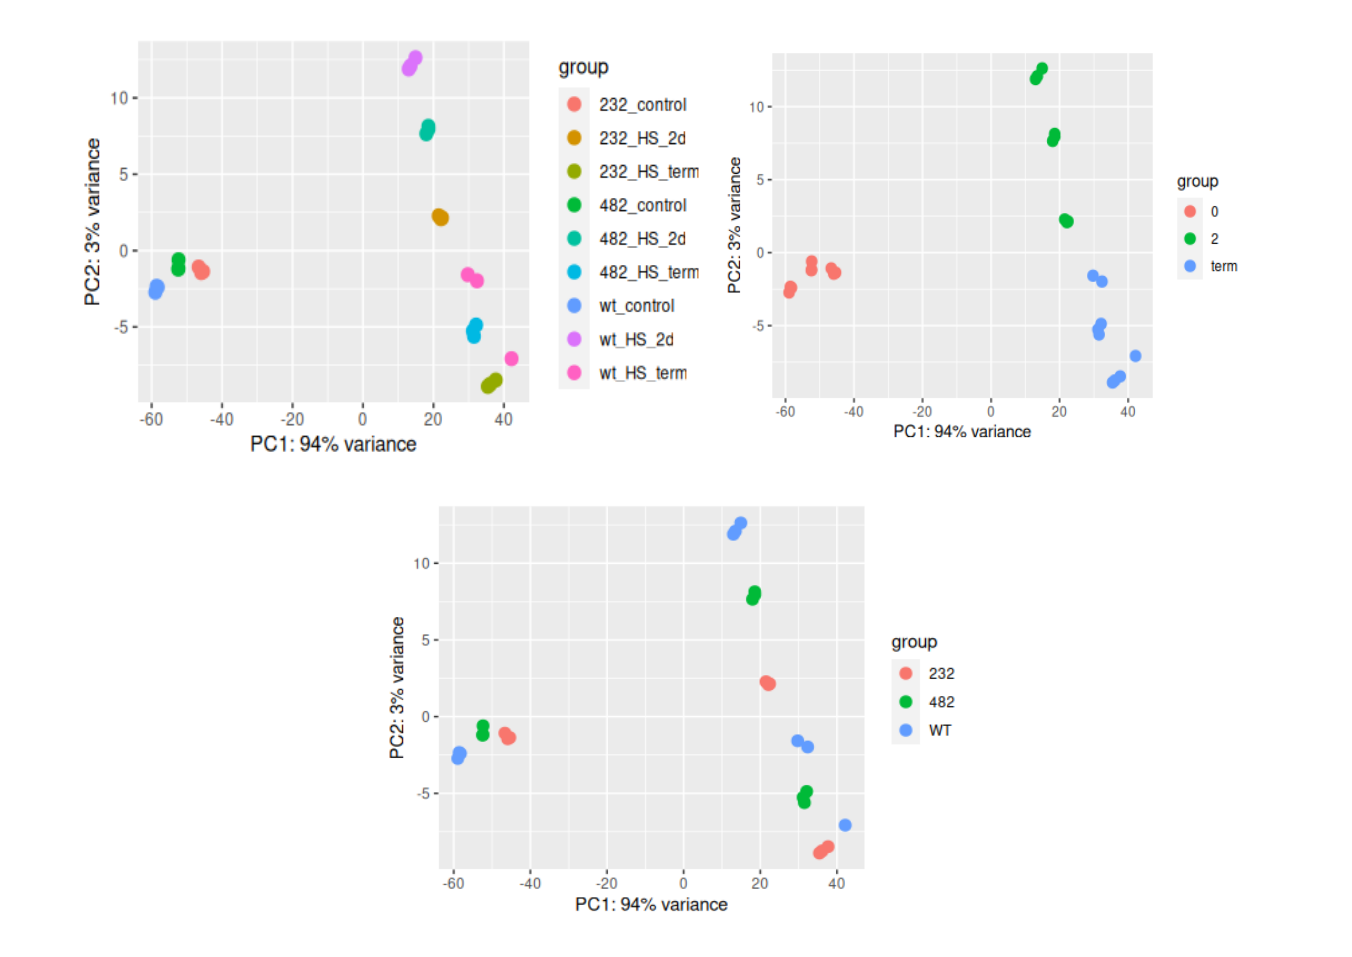 group
232_control
232_HS_2d
232_HS_term
482_control
482_HS_2d
482_HS_term
wt_control
wt_HS_2d
wt_HS_term
PC2: 3% variance
10
5
0
-5
-60 -40 -20 0 20 40
PC1: 94% variance
group
0
2
term
PC2: 3% variance
10
5
0
-5
-60 -40 -20 0 20 40
PC1: 94% variance
group
232
482
WT
PC2: 3% variance
10
5
0
-5
-60 -40 -20 0 20 40
PC1: 94% variance